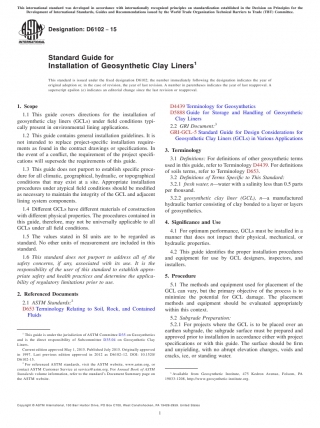 This international standard was developed in accordance with internationally recognized principles on standardization established in the Decision on Principles for the
Development of International Standards, Guides and Recommendations issued by the World Trade Organization Technical Barriers to Trade (TBT) Committee.
Designation: D6102 − 15
INTERNATIONAL
Standard Guide for
Installation of Geosynthetic Clay Liners¹
This standard is issued under the fixed designation D6102; the number immediately following the designation indicates the year of
original adoption or, in the case of revision, the year of last revision. A number in parentheses indicates the year of last reapproval. A
superscript epsilon (ε) indicates an editorial change since the last revision or reapproval.
1. Scope
1.1 This guide covers directions for the installation of
geosynthetic clay liners (GCLs) under field conditions typi-
cally present in environmental lining applications.
1.2 This guide contains general installation guidelines. It is
not intended to replace project-specific installation require-
ments as found in the contract drawings or specifications. In
the event of a conflict, the requirement of the project specifi-
cations will supersede the requirements of this guide.
1.3 This guide does not purport to establish specific proce-
dure for all climatic, geographical, hydraulic, or topographical
conditions that may exist at a site. Appropriate installation
procedures under atypical field conditions should be modified
as necessary to maintain the integrity of the GCL and adjacent
lining system components.
1.4 Different GCLs have different materials of construction
with different physical properties. The procedures contained in
this guide, therefore, may not be universally applicable to all
GCLs under all field conditions.
1.5 The values stated in SI units are to be regarded as
standard. No other units of measurement are included in this
standard.
1.6 This standard does not purport to address all of the
safety concerns, if any, associated with its use. It is the
responsibility of the user of this standard to establish appro-
priate safety and health practices and determine the applica-
bility of regulatory limitations prior to use.
2. Referenced Documents
2.1 ASTM Standards:²
D653 Terminology Relating to Soil, Rock, and Contained
Fluids
¹ This guide is under the jurisdiction of ASTM Committee D35 on Geosynthetics
and is the direct responsibility of Subcommittee D35.04 on Geosynthetic Clay
Liners.
Current edition approved May 1, 2015. Published July 2015. Originally approved
in 1997. Last previous edition approved in 2012 as D6102–12. DOI: 10.1520/
D6102-15.
² For referenced ASTM standards, visit the ASTM website, www.astm.org, or
contact ASTM Customer Service at service@astm.org. For Annual Book of ASTM
Standards volume information, refer to the standard's Document Summary page on
the ASTM website.
D4439 Terminology for Geosynthetics
D5888 Guide for Storage and Handling of Geosynthetic
Clay Liners
2.2 GRI Document:³
GRI-GCL-5 Standard Guide for Design Considerations for
Geosynthetic Clay Liners (GCLs) in Various Applications
3. Terminology
3.1 Definitions: For definitions of other geosynthetic terms
used in this guide, refer to Terminology D4439. For definitions
of soils terms, refer to Terminology D653.
3.2 Definitions of Terms Specific to This Standard:
3.2.1 fresh water, n—water with a salinity less than 0.5 parts
per thousand.
3.2.2 geosynthetic clay liner (GCL), n—a manufactured
hydraulic barrier consisting of clay bonded to a layer or layers
of geosynthetics.
4. Significance and Use
4.1 For optimum performance, GCLs must be installed in a
manner that does not impact their physical, mechanical, or
hydraulic properties.
4.2 This guide identifies the proper installation procedures
and equipment for use by GCL designers, inspectors, and
installers.
5. Procedure
5.1 The methods and equipment used for placement of the
GCL can vary, but the primary objective of the process is to
minimize the potential for GCL damage. The placement
methods and equipment should be evaluated appropriately
within this context.
5.2 Subgrade Preparation:
5.2.1 For projects where the GCL is to be placed over an
earthen subgrade, the subgrade surface must be prepared and
approved prior to installation in accordance either with project
specifications or with this guide. The surface should be firm
and unyielding, with no abrupt elevation changes, voids and
cracks, ice, or standing water.
³ Available from Geosynthetic Institute, 475 Kedron Avenue, Folsom, PA
19033-1208, http://www.geosynthetic-institute.org.
Copyright © ASTM International, 100 Barr Harbor Drive, PO Box C700, West Conshohocken, PA 19428-2959. United States
1